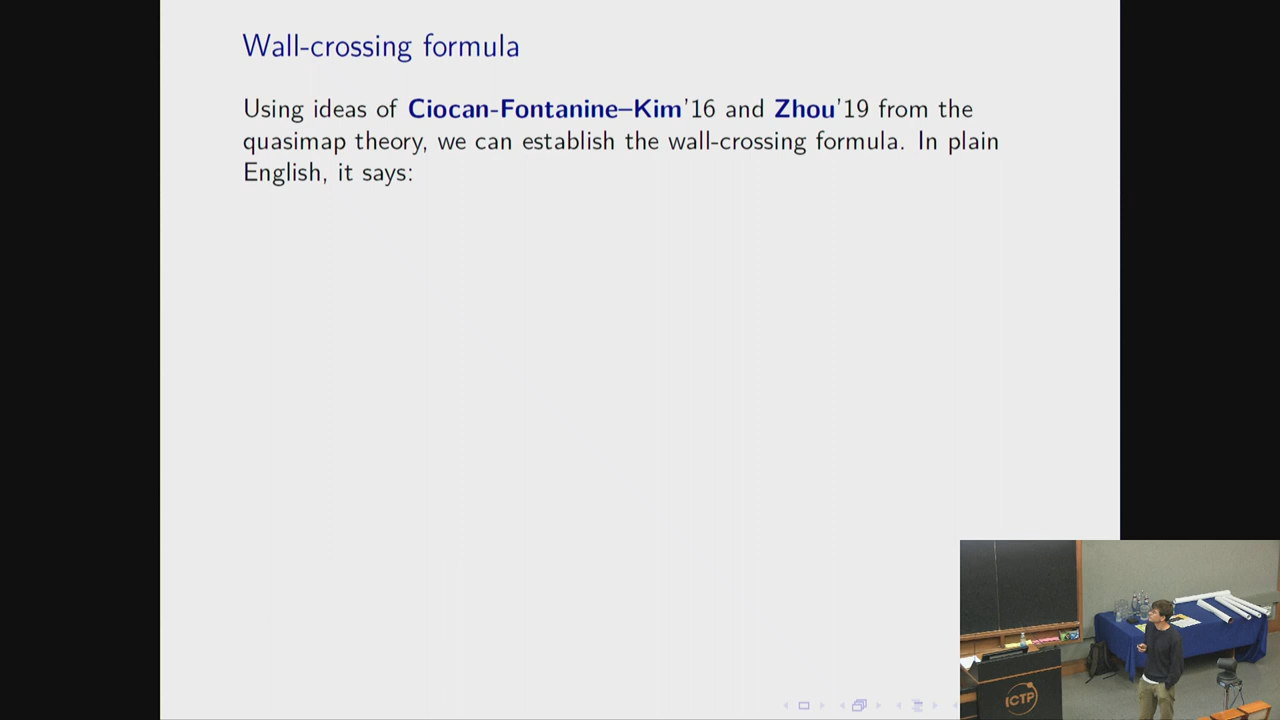 Wall-crossing formula
Using ideas of Ciocan-Fontanine–Kim'16 and Zhou'19 from the
quasimap theory, we can establish the wall-crossing formula. In plain
English, it says:
ICTP